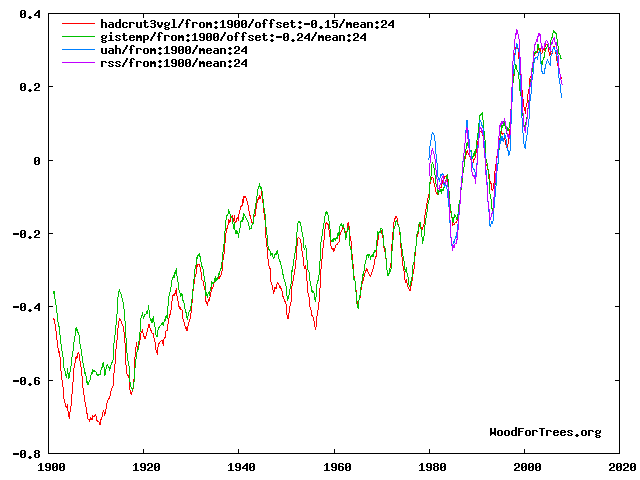 hadcrut3vgl/from:1900/offset:-0.15/mean:24
gistemp/from:1900/offset:-0.24/mean:24
uah/from:1900/mean:24
rss/from:1900/mean:24
0.4
0.2
0
-0.2
-0.4
-0.6
-0.8
WoodForTrees.org
1900 1920 1940 1960 1980 2000 2020